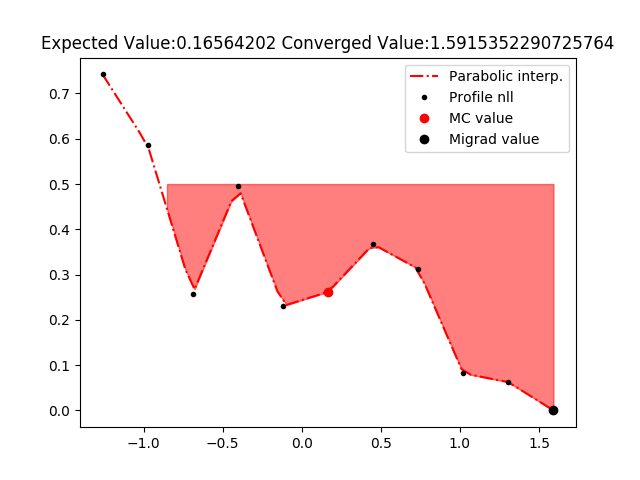 Expected Value:0.16564202 Converged Value:1.5915352290725764
Parabolic interp.
Profile nll
MC value
Migrad value
0.7
0.6
0.5
0.4
0.3
0.2
0.1
0.0
−1.0 −0.5 0.0 0.5 1.0 1.5